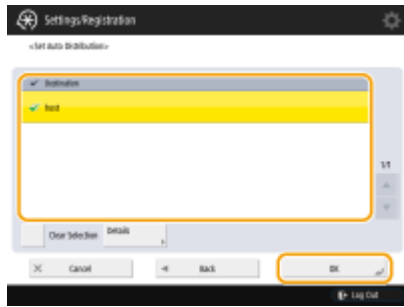 Settings/Registration
<Set Auto Distribution>
Destination
host
1/1
Clear Selection
Details
Cancel
Back
OK
Log Out